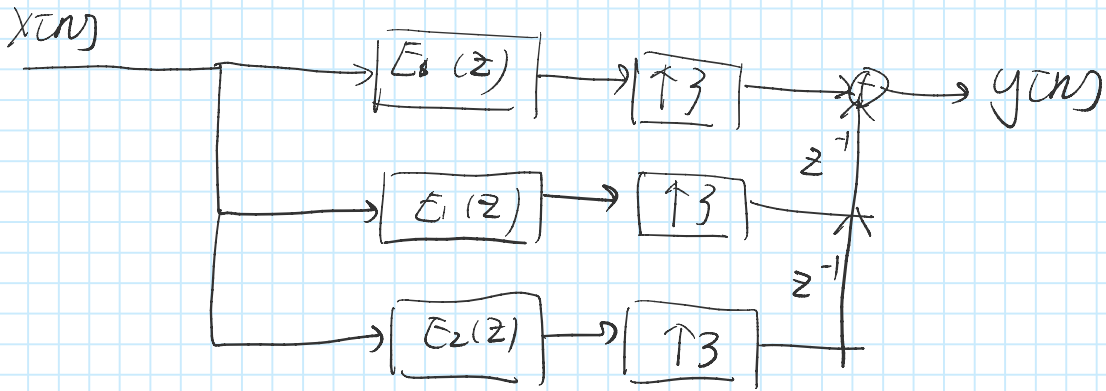 x[n]
E0(z) ↑3 + y[n]
z^-1
E1(z) ↑3
z^-1
E2(z) ↑3